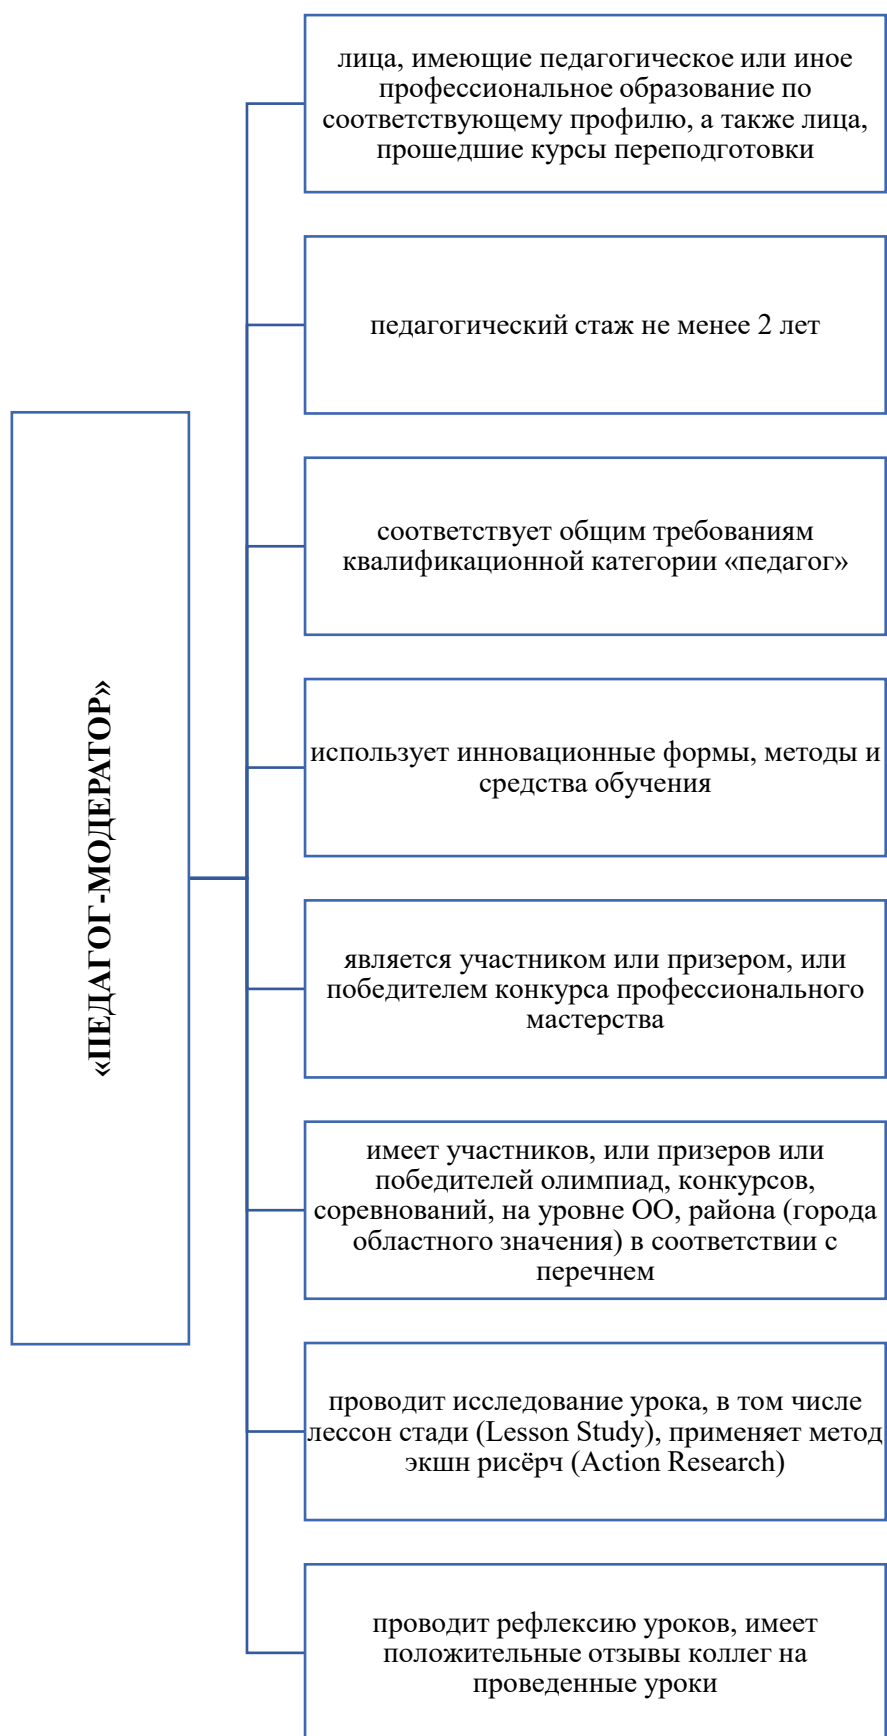 лица, имеющие педагогическое или иное
профессиональное образование по
соответствующему профилю, а также лица,
прошедшие курсы переподготовки
педагогический стаж не менее 2 лет
соответствует общим требованиям
квалификационной категории «педагог»
«ПЕДАГОГ-МОДЕРАТОР»
использует инновационные формы, методы и
средства обучения
является участником или призером, или
победителем конкурса профессионального
мастерства
имеет участников, или призеров или
победителей олимпиад, конкурсов,
соревнований, на уровне ОО, района (города
областного значения) в соответствии с
перечнем
проводит исследование урока, в том числе
лессон стади (Lesson Study), применяет метод
экшн рисёрч (Action Research)
проводит рефлексию уроков, имеет
положительные отзывы коллег на
проведенные уроки